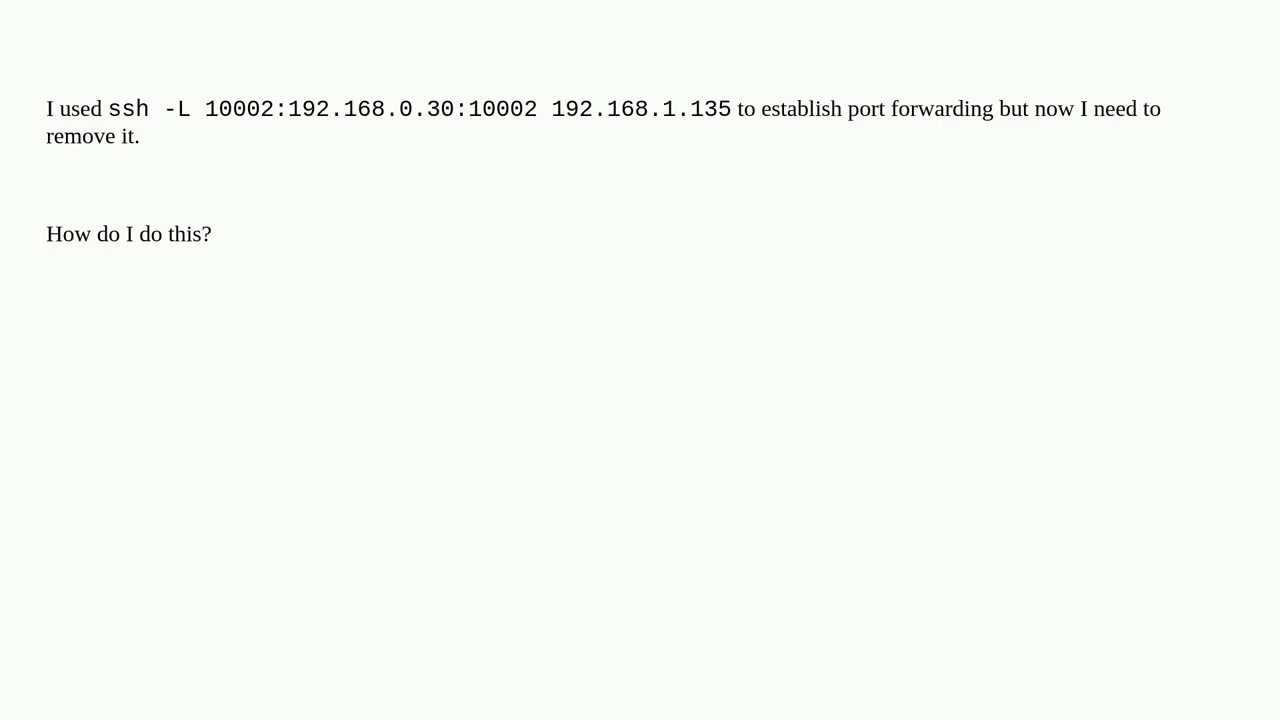 I used ssh -L 10002:192.168.0.30:10002 192.168.1.135 to establish port forwarding but now I need to
remove it.
How do I do this?